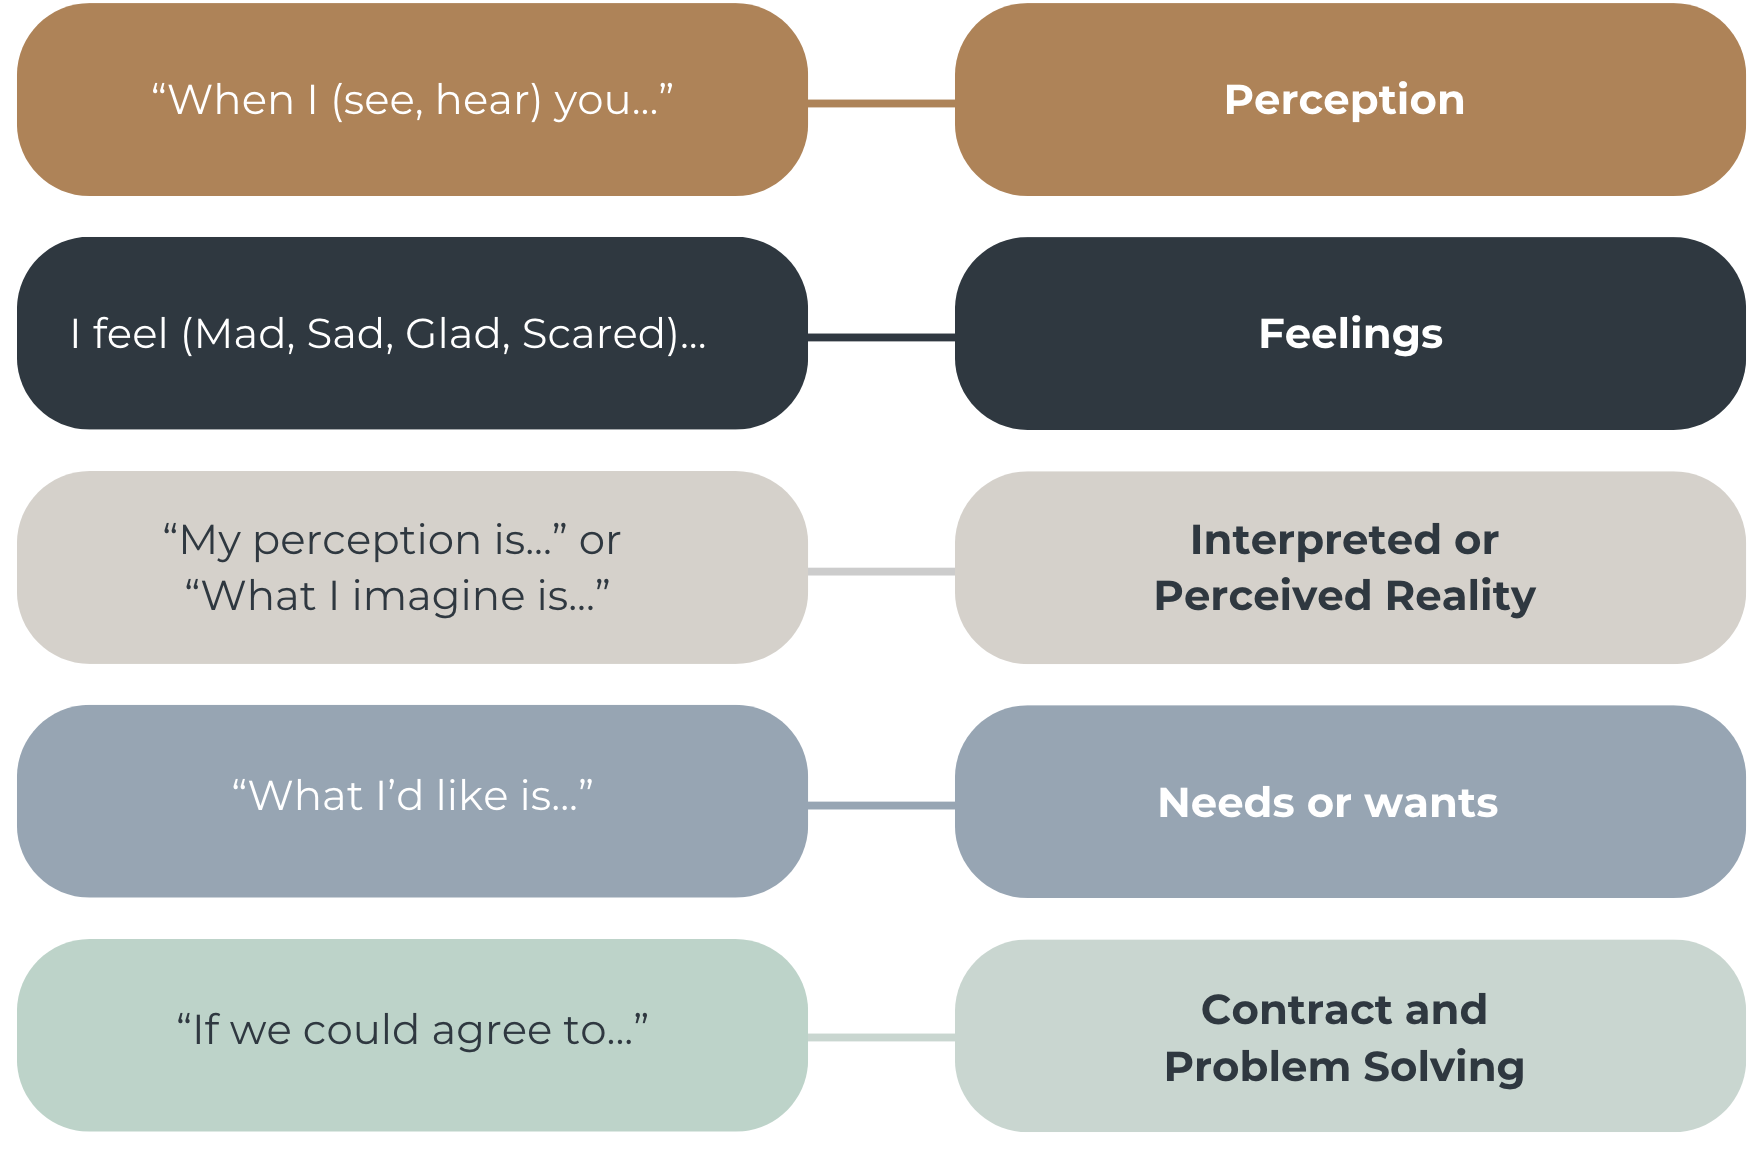 “When I (see, hear) you...”
Perception
I feel (Mad, Sad, Glad, Scared)...
Feelings
“My perception is...” or
“What I imagine is...”
Interpreted or
Perceived Reality
“What I’d like is...”
Needs or wants
“If we could agree to...”
Contract and
Problem Solving